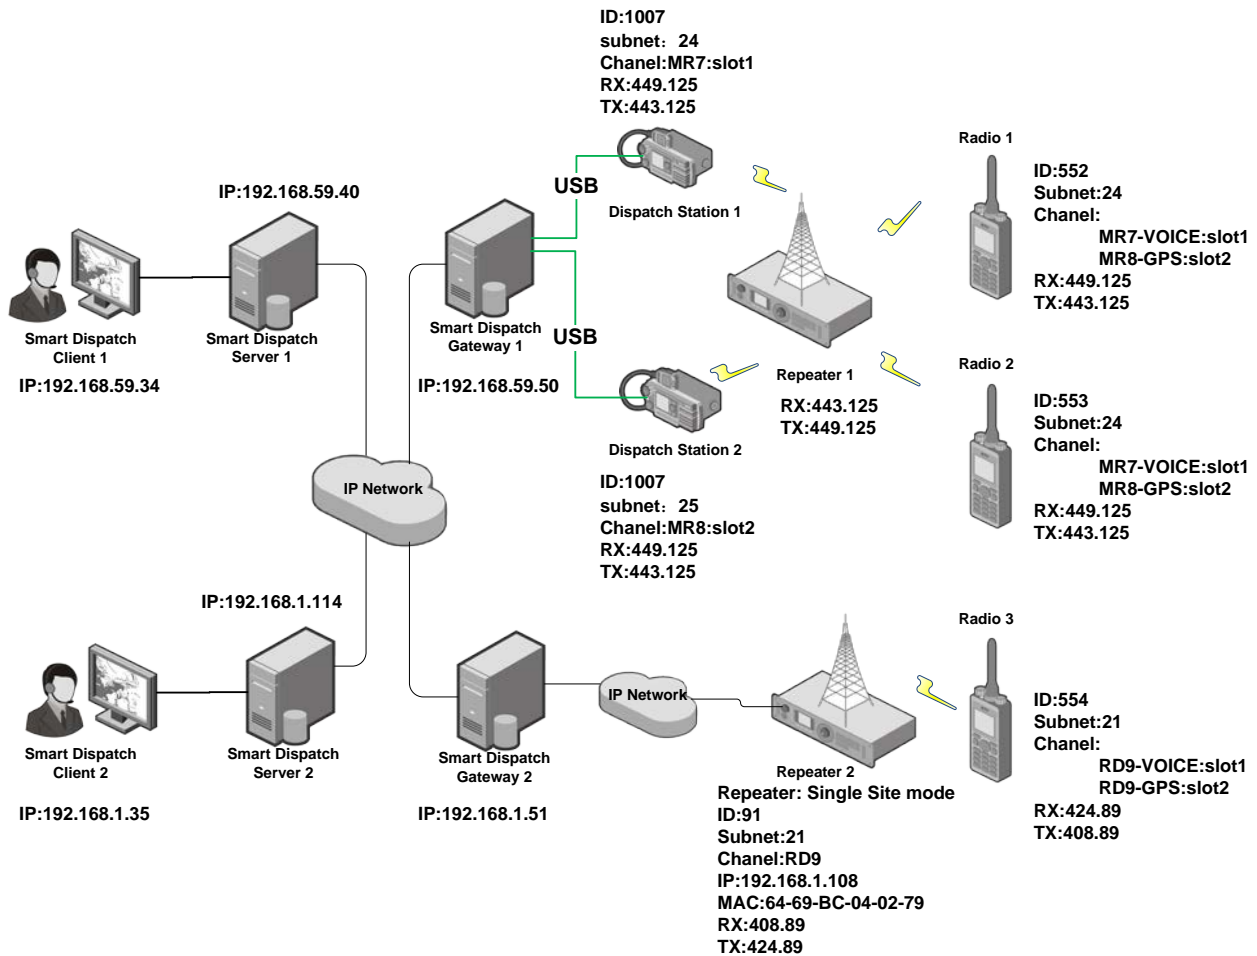 ID:1007
subnet：24
Chanel:MR7:slot1
RX:449.125
TX:443.125
Dispatch Station 1
USB
IP:192.168.59.40
Smart Dispatch
Client 1
IP:192.168.59.34
Smart Dispatch
Server 1
Smart Dispatch
Gateway 1
IP:192.168.59.50
USB
Repeater 1
RX:443.125
TX:449.125
Radio 1
ID:552
Subnet:24
Chanel:
MR7-VOICE:slot1
MR8-GPS:slot2
RX:449.125
TX:443.125
Radio 2
ID:553
Subnet:24
Chanel:
MR7-VOICE:slot1
MR8-GPS:slot2
RX:449.125
TX:443.125
Dispatch Station 2
ID:1007
subnet：25
Chanel:MR8:slot2
RX:449.125
TX:443.125
IP Network
IP:192.168.1.114
Smart Dispatch
Client 2
IP:192.168.1.35
Smart Dispatch
Server 2
Smart Dispatch
Gateway 2
IP:192.168.1.51
IP Network
Repeater 2
Repeater: Single Site mode
ID:91
Subnet:21
Chanel:RD9
IP:192.168.1.108
MAC:64-69-BC-04-02-79
RX:408.89
TX:424.89
Radio 3
ID:554
Subnet:21
Chanel:
RD9-VOICE:slot1
RD9-GPS:slot2
RX:424.89
TX:408.89